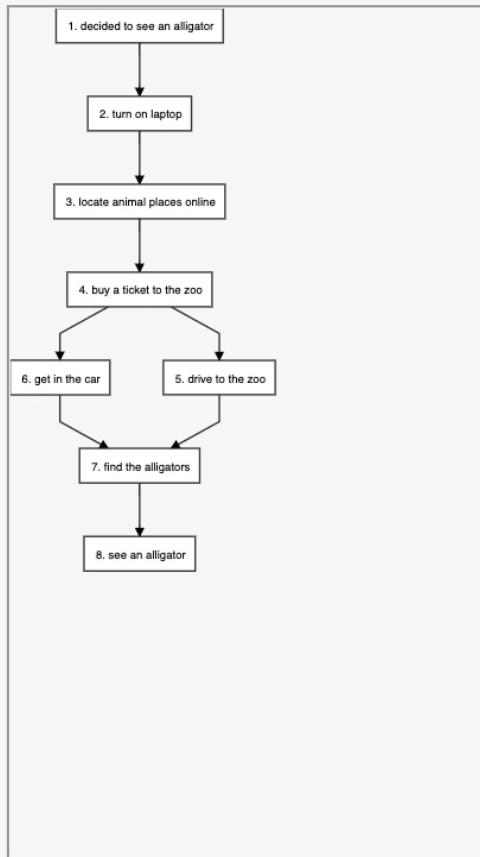 1. decided to see an alligator
2. turn on laptop
3. locate animal places online
4. buy a ticket to the zoo
6. get in the car
5. drive to the zoo
7. find the alligators
8. see an alligator